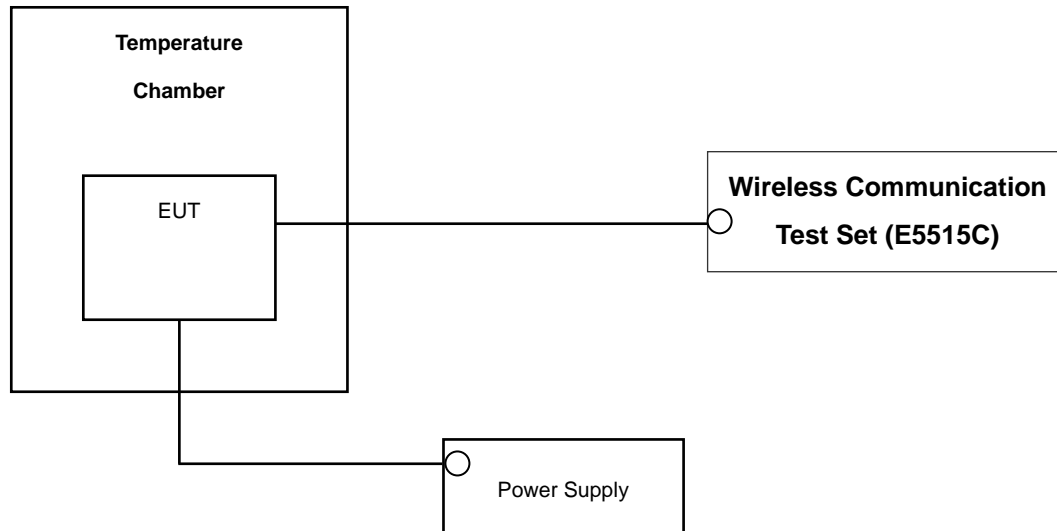 Temperature
Chamber
EUT
Wireless Communication
Test Set (E5515C)
Power Supply